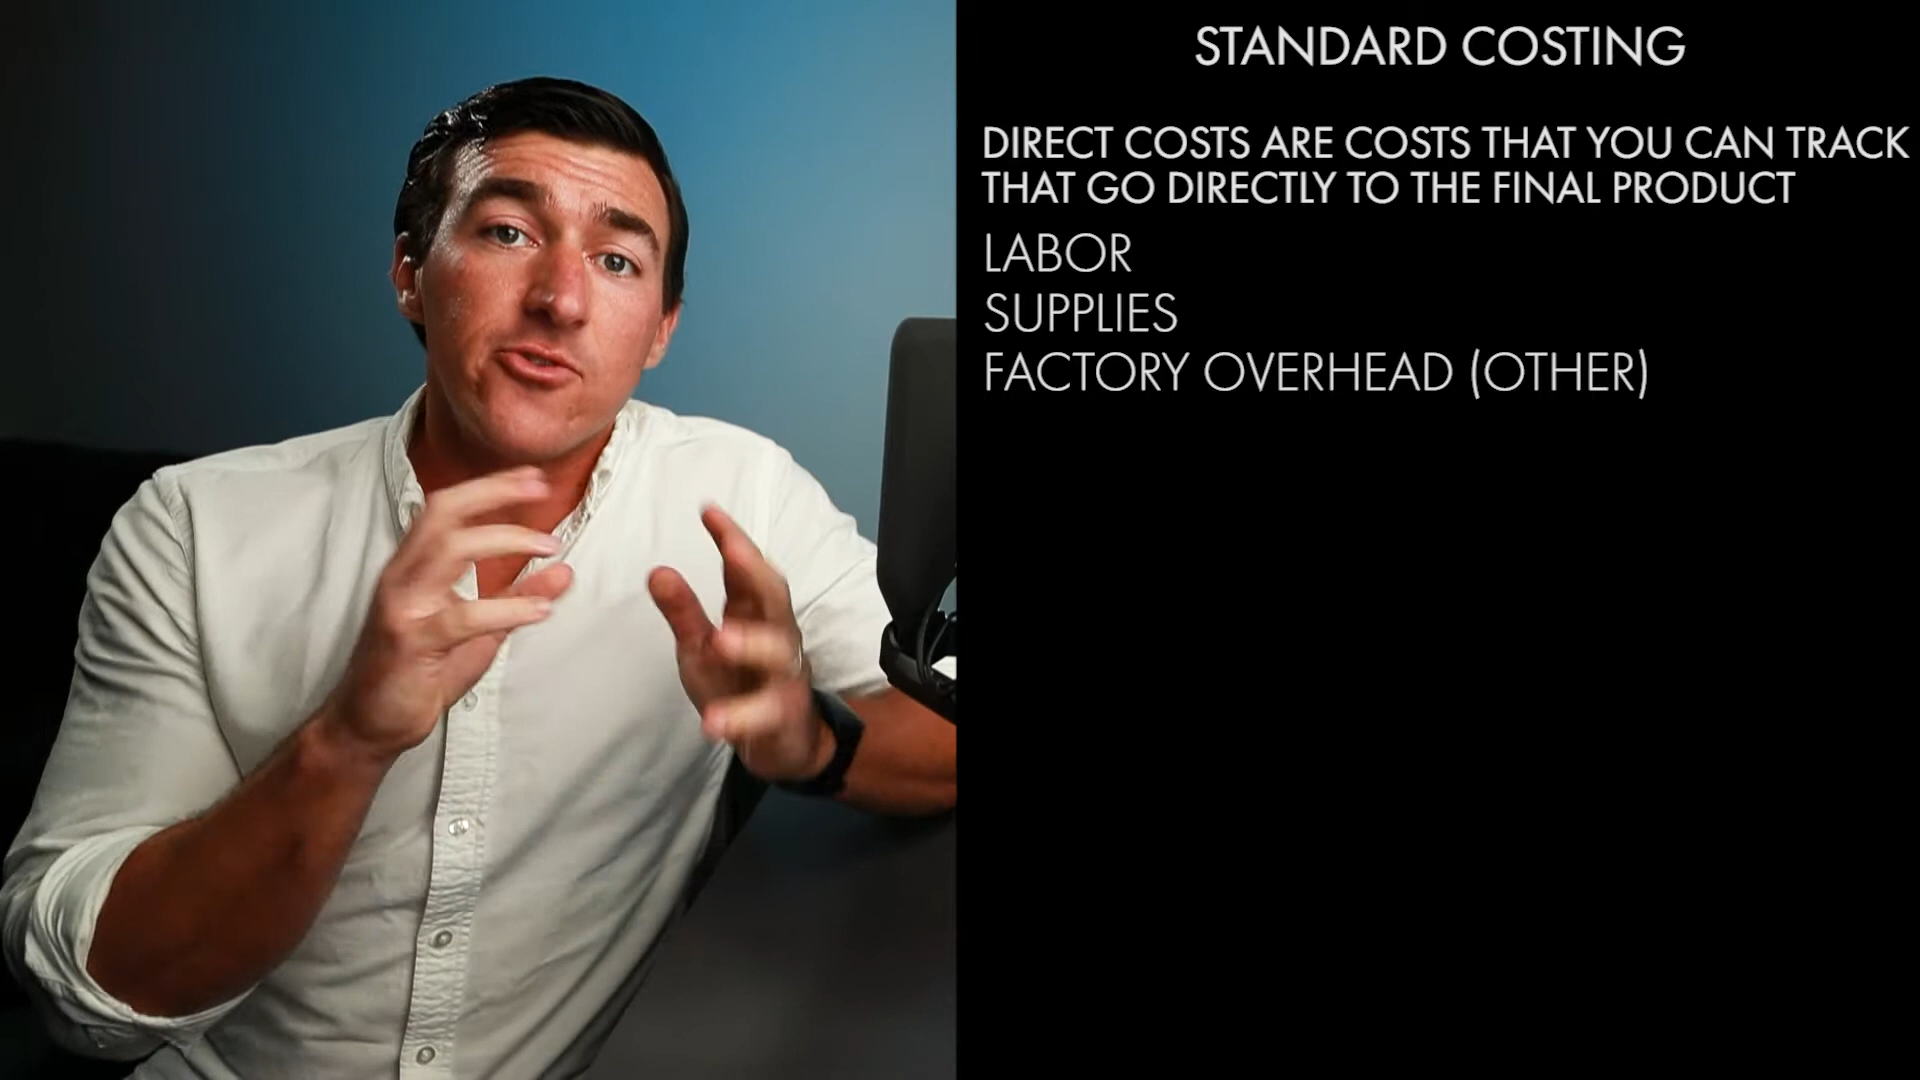 STANDARD COSTING
DIRECT COSTS ARE COSTS THAT YOU CAN TRACK
THAT GO DIRECTLY TO THE FINAL PRODUCT
LABOR
SUPPLIES
FACTORY OVERHEAD (OTHER)